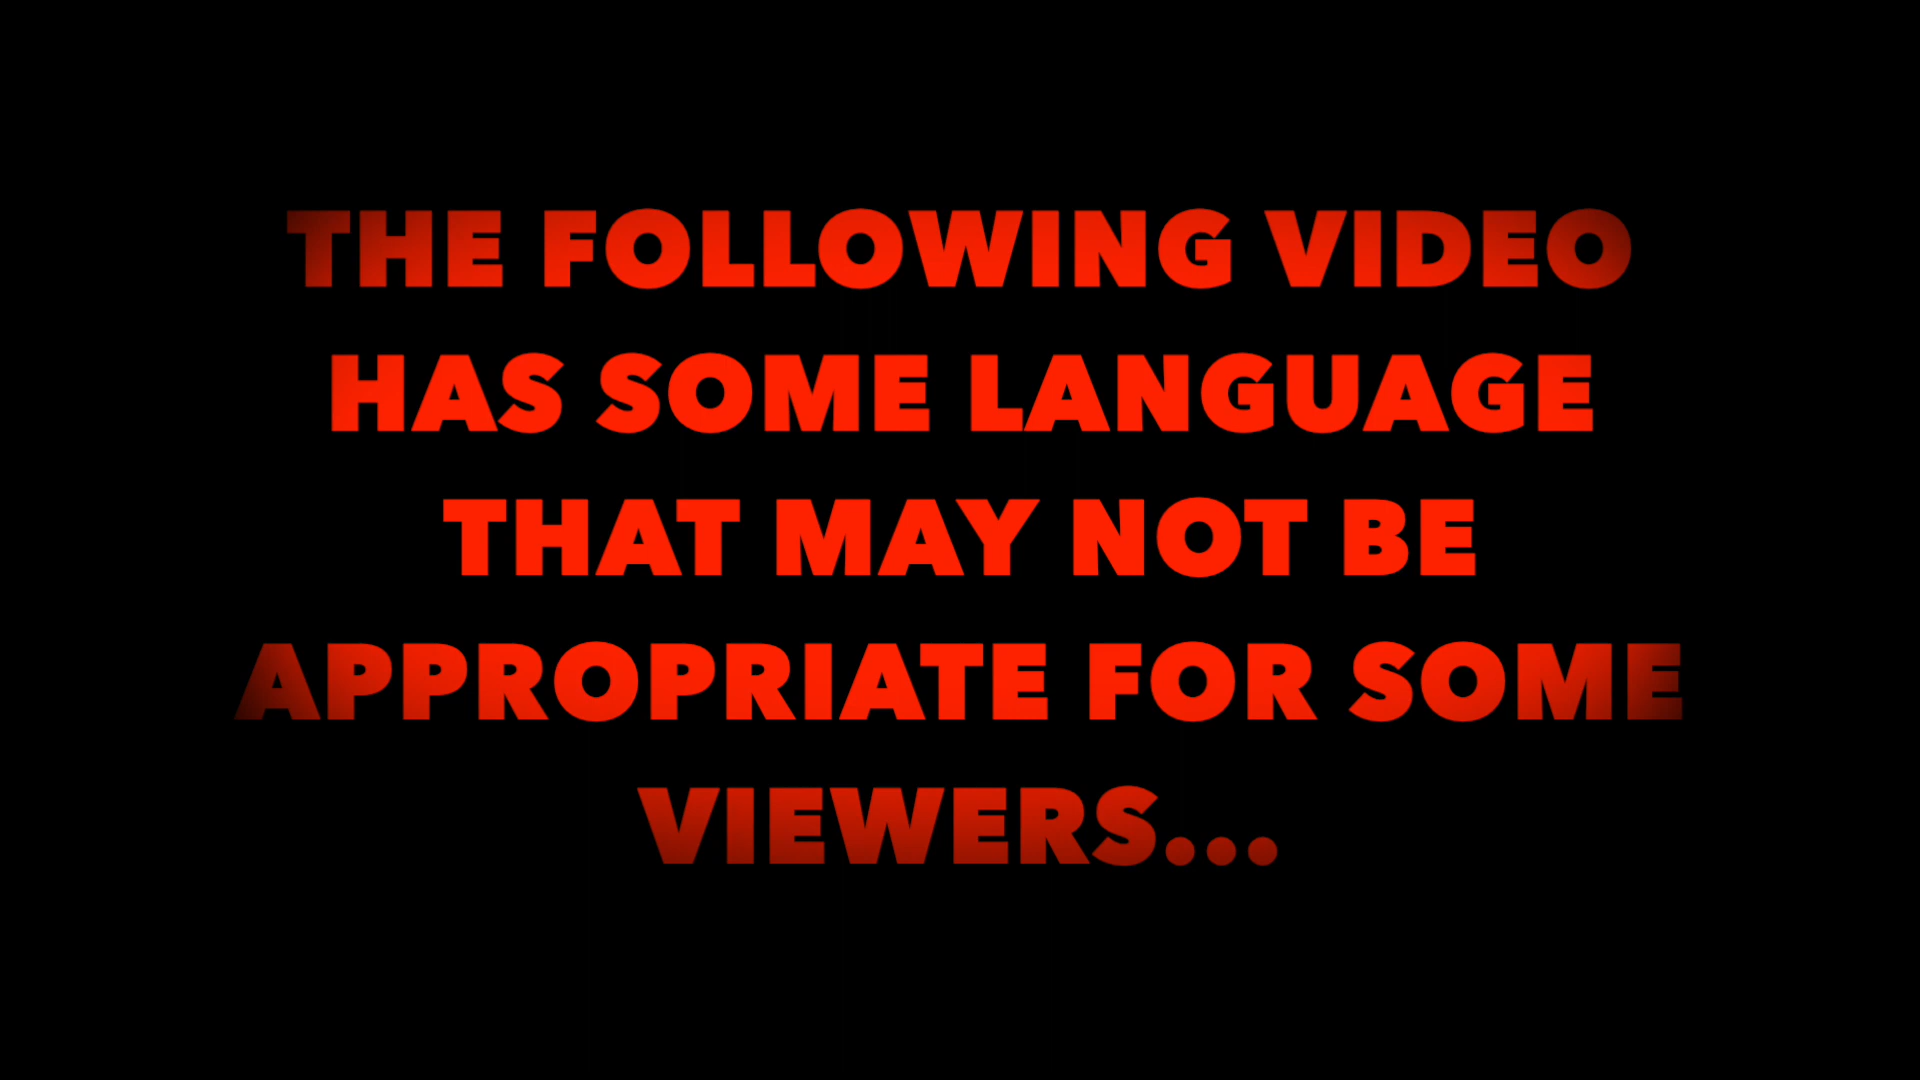 THE FOLLOWING VIDEO
HAS SOME LANGUAGE
THAT MAY NOT BE
APPROPRIATE FOR SOME
VIEWERS...